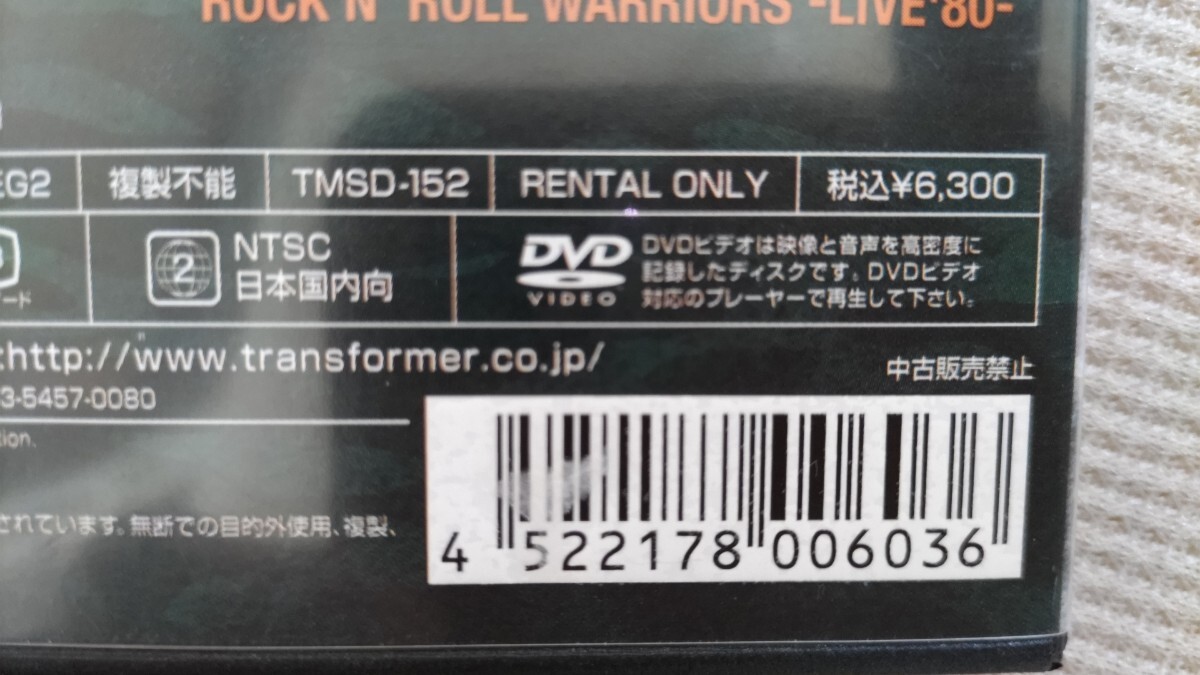 ROCK'N' ROLL WARRIORS -LIVE'80-
EG2 複製不能 TMSD-152 RENTAL ONLY 税込¥6,300
2 NTSC
日本国内向
DVD
VIDEO
DVDビデオは映像と音声を高密度に
記録したディスクです。DVDビデオ
対応のプレーヤーで再生して下さい。
ード
:http://www.transformer.co.jp/
中古販売禁止
3-5457-0080
tion.
されています。無断での目的外使用、複製、
4 522178 006036